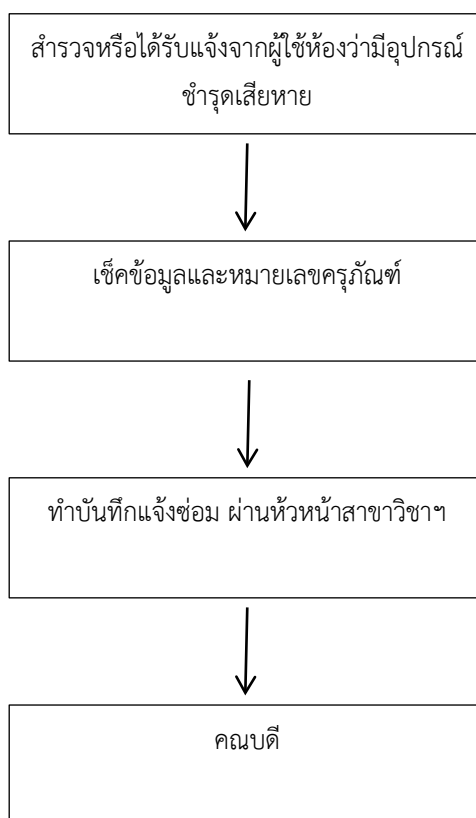 สำรวจหรือได้รับแจ้งจากผู้ใช้ห้องว่ามีอุปกรณ์
ชำรุดเสียหาย
เช็คข้อมูลและหมายเลขครุภัณฑ์
ทำบันทึกแจ้งซ่อม ผ่านหัวหน้าสาขาวิชาฯ
คณบดี